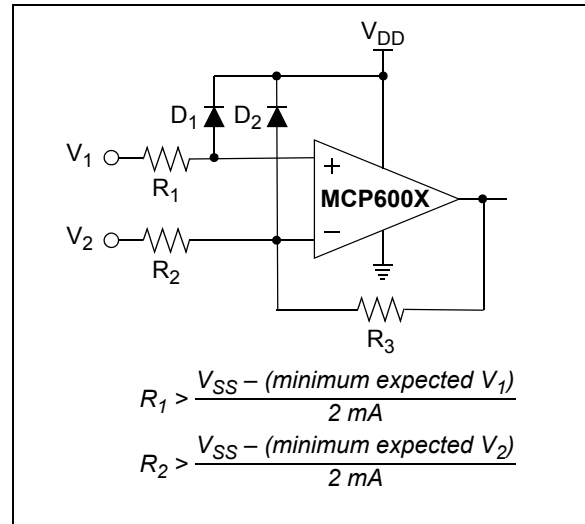 VDD
D1 D2
V1
R1
+
MCP600X
V2
R2
–
R3
R1 > VSS – (minimum expected V1)
2 mA
R2 > VSS – (minimum expected V2)
2 mA